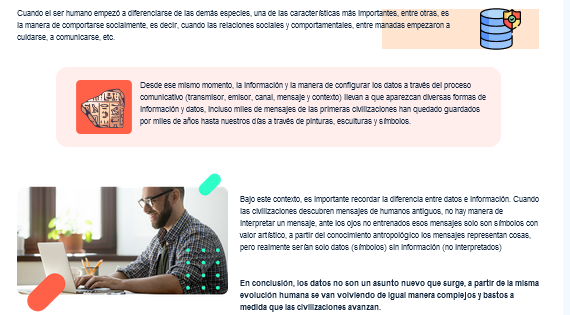 Cuando el ser humano empezó a diferenciarse de las demás especies, una de las características más importantes, entre otras, es
la manera de comportarse socialmente, es decir, cuando las relaciones sociales y comportamentales, entre manadas empezaron a
cuidarse, a comunicarse, etc.
Desde ese mismo momento, la información y la manera de configurar los datos a través del proceso
comunicativo (transmisor, emisor, canal, mensaje y contexto) llevan a que aparezcan diversas formas de
información y datos, incluso miles de mensajes de las primeras civilizaciones han quedado guardados
por miles de años hasta nuestros días a través de pinturas, esculturas y símbolos.
Bajo este contexto, es importante recordar la diferencia entre datos e información. Cuando
las civilizaciones descubren mensajes de humanos antiguos, no hay manera de
interpretar un mensaje, ante los ojos no entrenados esos mensajes solo son símbolos con
valor artístico, a partir del conocimiento antropológico los mensajes representan cosas,
pero realmente serían solo datos (símbolos) sin información (no interpretados)
En conclusión, los datos no son un asunto nuevo que surge, a partir de la misma
evolución humana se van volviendo de igual manera complejos y bastos a
medida que las civilizaciones avanzan.